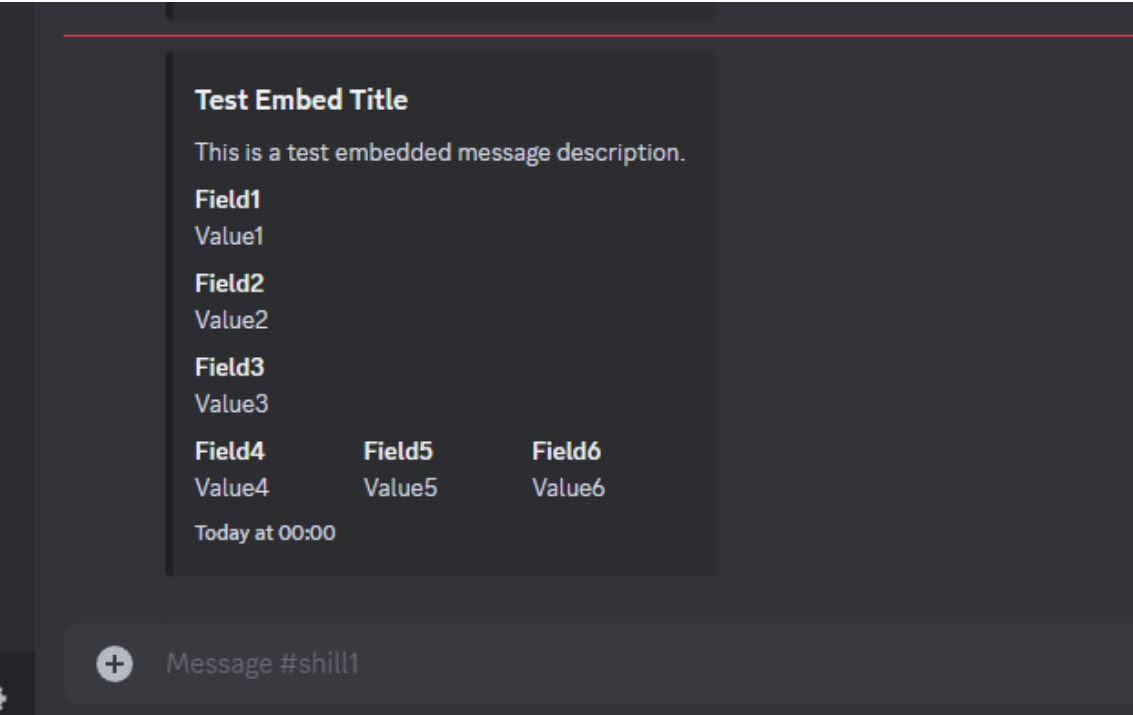 Test Embed Title
This is a test embedded message description.
Field1
Value1
Field2
Value2
Field3
Value3
Field4 Field5 Field6
Value4 Value5 Value6
Today at 00:00
Message #shill1